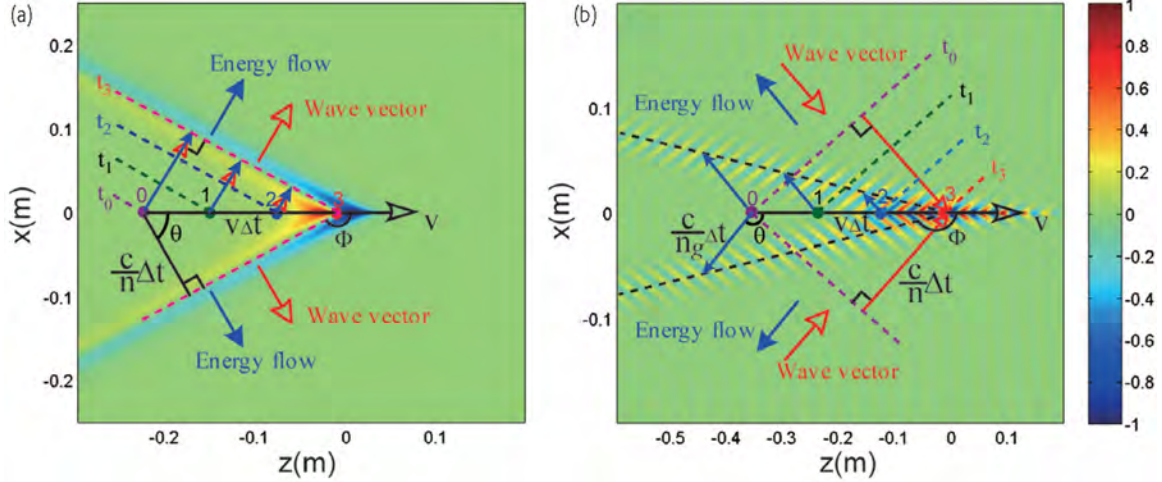 (a)
0.2
0.1
0
-0.1
-0.2
x(m)
-0.2
-0.1
0
0.1
z(m)
Energy flow
Wave vector
t3
t2
t1
t0
0
1
2
3
θ
vΔt
Φ
v
c/n Δt
Wave vector
Energy flow
(b)
0.1
0
-0.1
x(m)
-0.5
-0.4
-0.3
-0.2
-0.1
0
0.1
z(m)
Wave vector
Energy flow
t0
t1
t2
t3
0
1
2
3
θ
vΔt
Φ
v
c/ng Δt
c/n Δt
Energy flow
Wave vector
1
0.8
0.6
0.4
0.2
0
-0.2
-0.4
-0.6
-0.8
-1